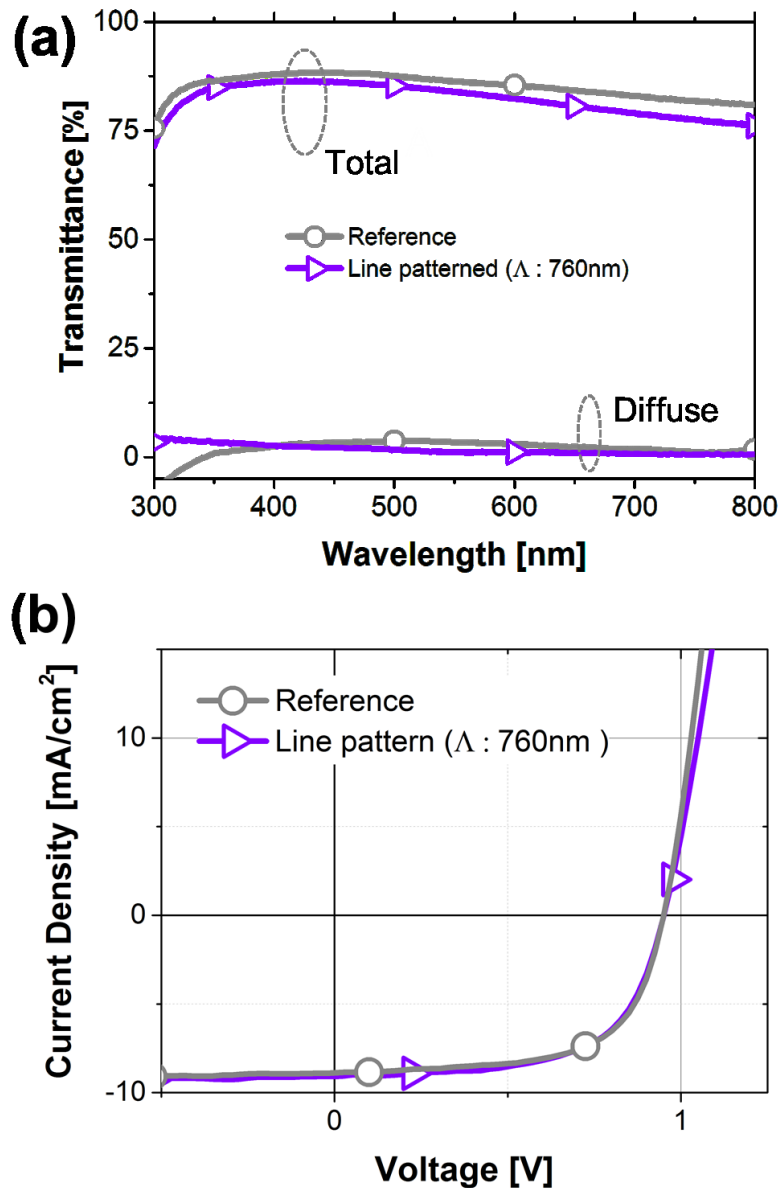 (a)
100
75
50
25
0
Transmittance [%]
Total
Reference
Line patterned (Λ : 760nm)
Diffuse
300 400 500 600 700 800
Wavelength [nm]
(b)
Reference
Line pattern (Λ : 760nm )
10
0
-10
Current Density [mA/cm²]
0 1
Voltage [V]